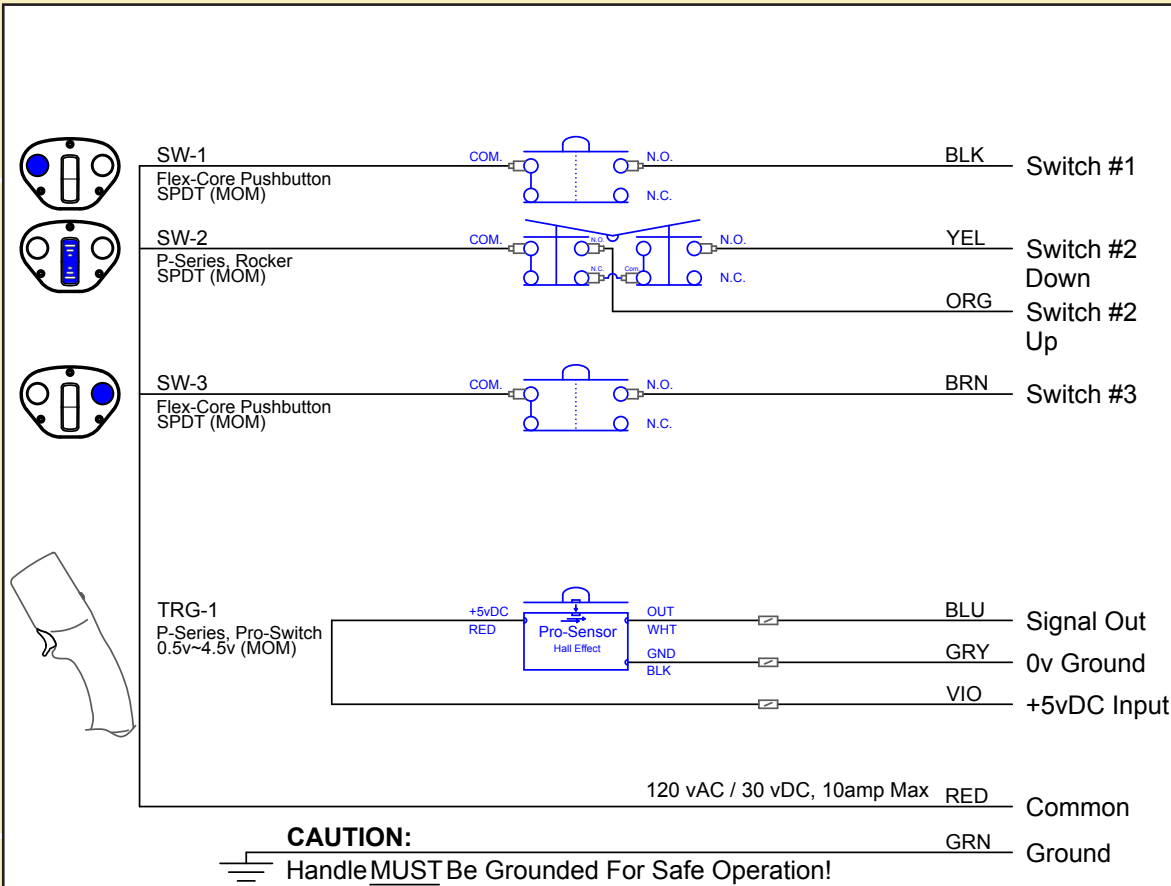 SW-1
Flex-Core Pushbutton
SPDT (MOM)
COM.
N.O.
N.C.
BLK
Switch #1
SW-2
P-Series, Rocker
SPDT (MOM)
COM.
N.O.
N.C.
Com.
N.O.
N.C.
YEL
Switch #2
Down
ORG
Switch #2
Up
SW-3
Flex-Core Pushbutton
SPDT (MOM)
COM.
N.O.
N.C.
BRN
Switch #3
TRG-1
P-Series, Pro-Switch
0.5v~4.5v (MOM)
+5vDC
RED
Pro-Sensor
Hall Effect
OUT
WHT
GND
BLK
BLU
Signal Out
GRY
0v Ground
VIO
+5vDC Input
120 vAC / 30 vDC, 10amp Max
RED
Common
CAUTION:
Handle MUST Be Grounded For Safe Operation!
GRN
Ground